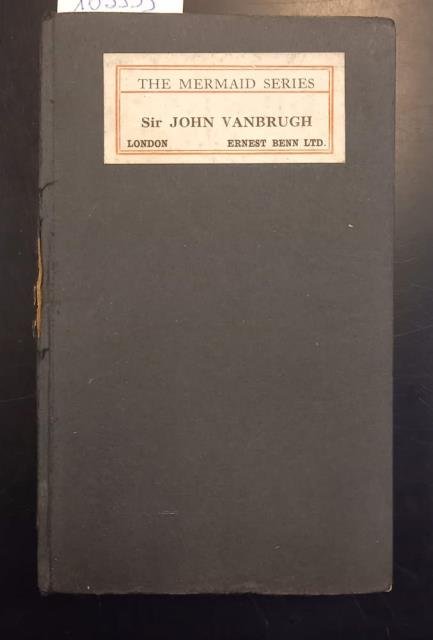 THE MERMAID SERIES
Sir JOHN VANBRUGH
LONDON ERNEST BENN LTD.